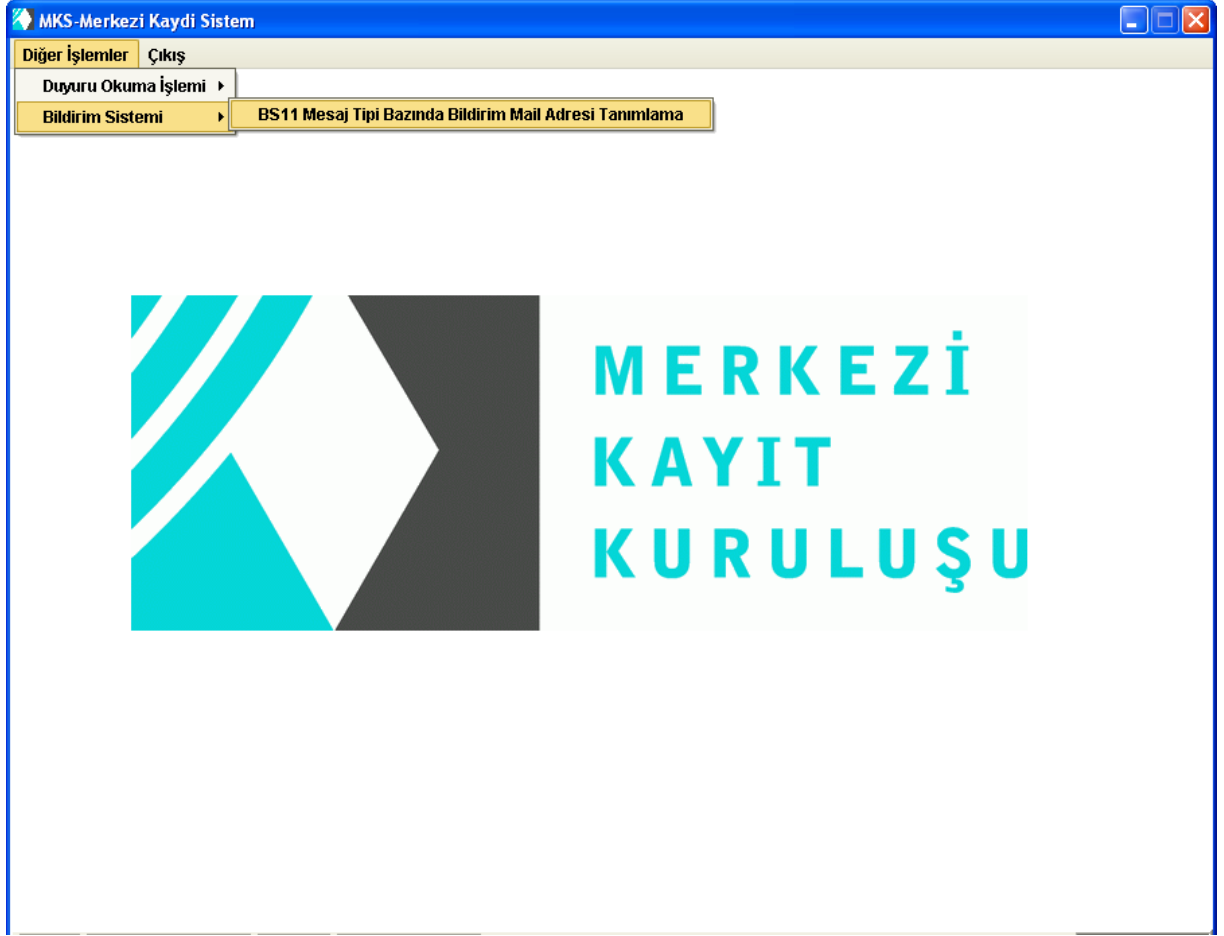 MKS-Merkezi Kaydi Sistem
Diğer İşlemler Çıkış
Duyuru Okuma İşlemi
Bildirim Sistemi
BS11 Mesaj Tipi Bazında Bildirim Mail Adresi Tanımlama
MERKEZİ
KAYIT
KURULUŞU